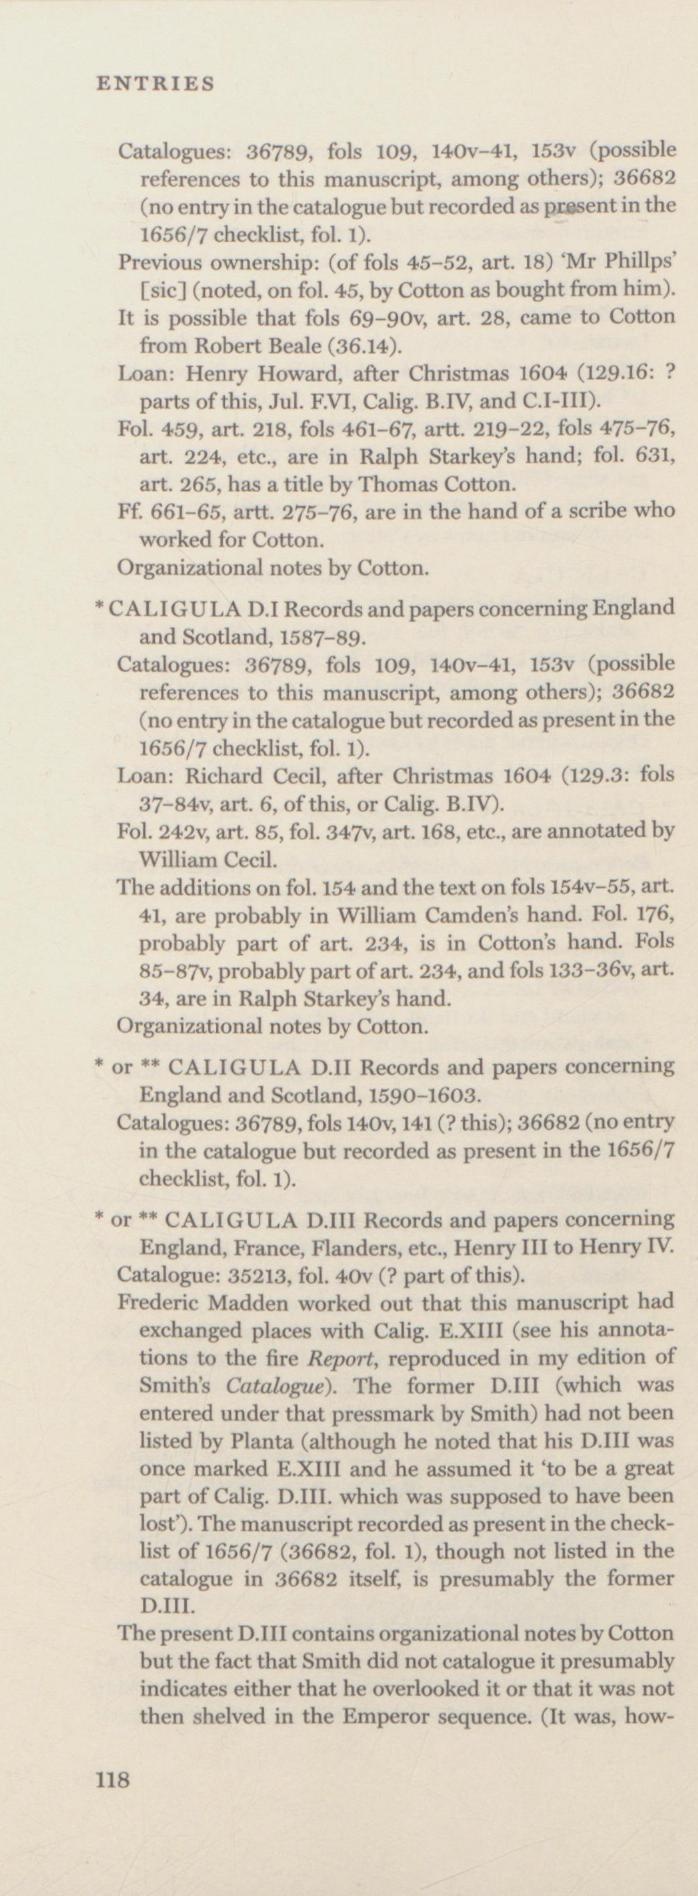 ENTRIES
Catalogues: 36789, fols 109, 140v–41, 153v (possible
references to this manuscript, among others); 36682
(no entry in the catalogue but recorded as present in the
1656/7 checklist, fol. 1).
Previous ownership: (of fols 45–52, art. 18) ‘Mr Phillps’
[sic] (noted, on fol. 45, by Cotton as bought from him).
It is possible that fols 69–90v, art. 28, came to Cotton
from Robert Beale (36.14).
Loan: Henry Howard, after Christmas 1604 (129.16: ?
parts of this, Jul. F.VI, Calig. B.IV, and C.I-III).
Fol. 459, art. 218, fols 461–67, artt. 219–22, fols 475–76,
art. 224, etc., are in Ralph Starkey’s hand; fol. 631,
art. 265, has a title by Thomas Cotton.
Ff. 661–65, artt. 275–76, are in the hand of a scribe who
worked for Cotton.
Organizational notes by Cotton.
* CALIGULA D.I Records and papers concerning England
and Scotland, 1587–89.
Catalogues: 36789, fols 109, 140v–41, 153v (possible
references to this manuscript, among others); 36682
(no entry in the catalogue but recorded as present in the
1656/7 checklist, fol. 1).
Loan: Richard Cecil, after Christmas 1604 (129.3: fols
37–84v, art. 6, of this, or Calig. B.IV).
Fol. 242v, art. 85, fol. 347v, art. 168, etc., are annotated by
William Cecil.
The additions on fol. 154 and the text on fols 154v–55, art.
41, are probably in William Camden’s hand. Fol. 176,
probably part of art. 234, is in Cotton’s hand. Fols
85–87v, probably part of art. 234, and fols 133–36v, art.
34, are in Ralph Starkey’s hand.
Organizational notes by Cotton.
* or ** CALIGULA D.II Records and papers concerning
England and Scotland, 1590–1603.
Catalogues: 36789, fols 140v, 141 (? this); 36682 (no entry
in the catalogue but recorded as present in the 1656/7
checklist, fol. 1).
* or ** CALIGULA D.III Records and papers concerning
England, France, Flanders, etc., Henry III to Henry IV.
Catalogue: 35213, fol. 40v (? part of this).
Frederic Madden worked out that this manuscript had
exchanged places with Calig. E.XIII (see his annota-
tions to the fire Report, reproduced in my edition of
Smith’s Catalogue). The former D.III (which was
entered under that pressmark by Smith) had not been
listed by Planta (although he noted that his D.III was
once marked E.XIII and he assumed it ‘to be a great
part of Calig. D.III. which was supposed to have been
lost’). The manuscript recorded as present in the check-
list of 1656/7 (36682, fol. 1), though not listed in the
catalogue in 36682 itself, is presumably the former
D.III.
The present D.III contains organizational notes by Cotton
but the fact that Smith did not catalogue it presumably
indicates either that he overlooked it or that it was not
then shelved in the Emperor sequence. (It was, how-
118